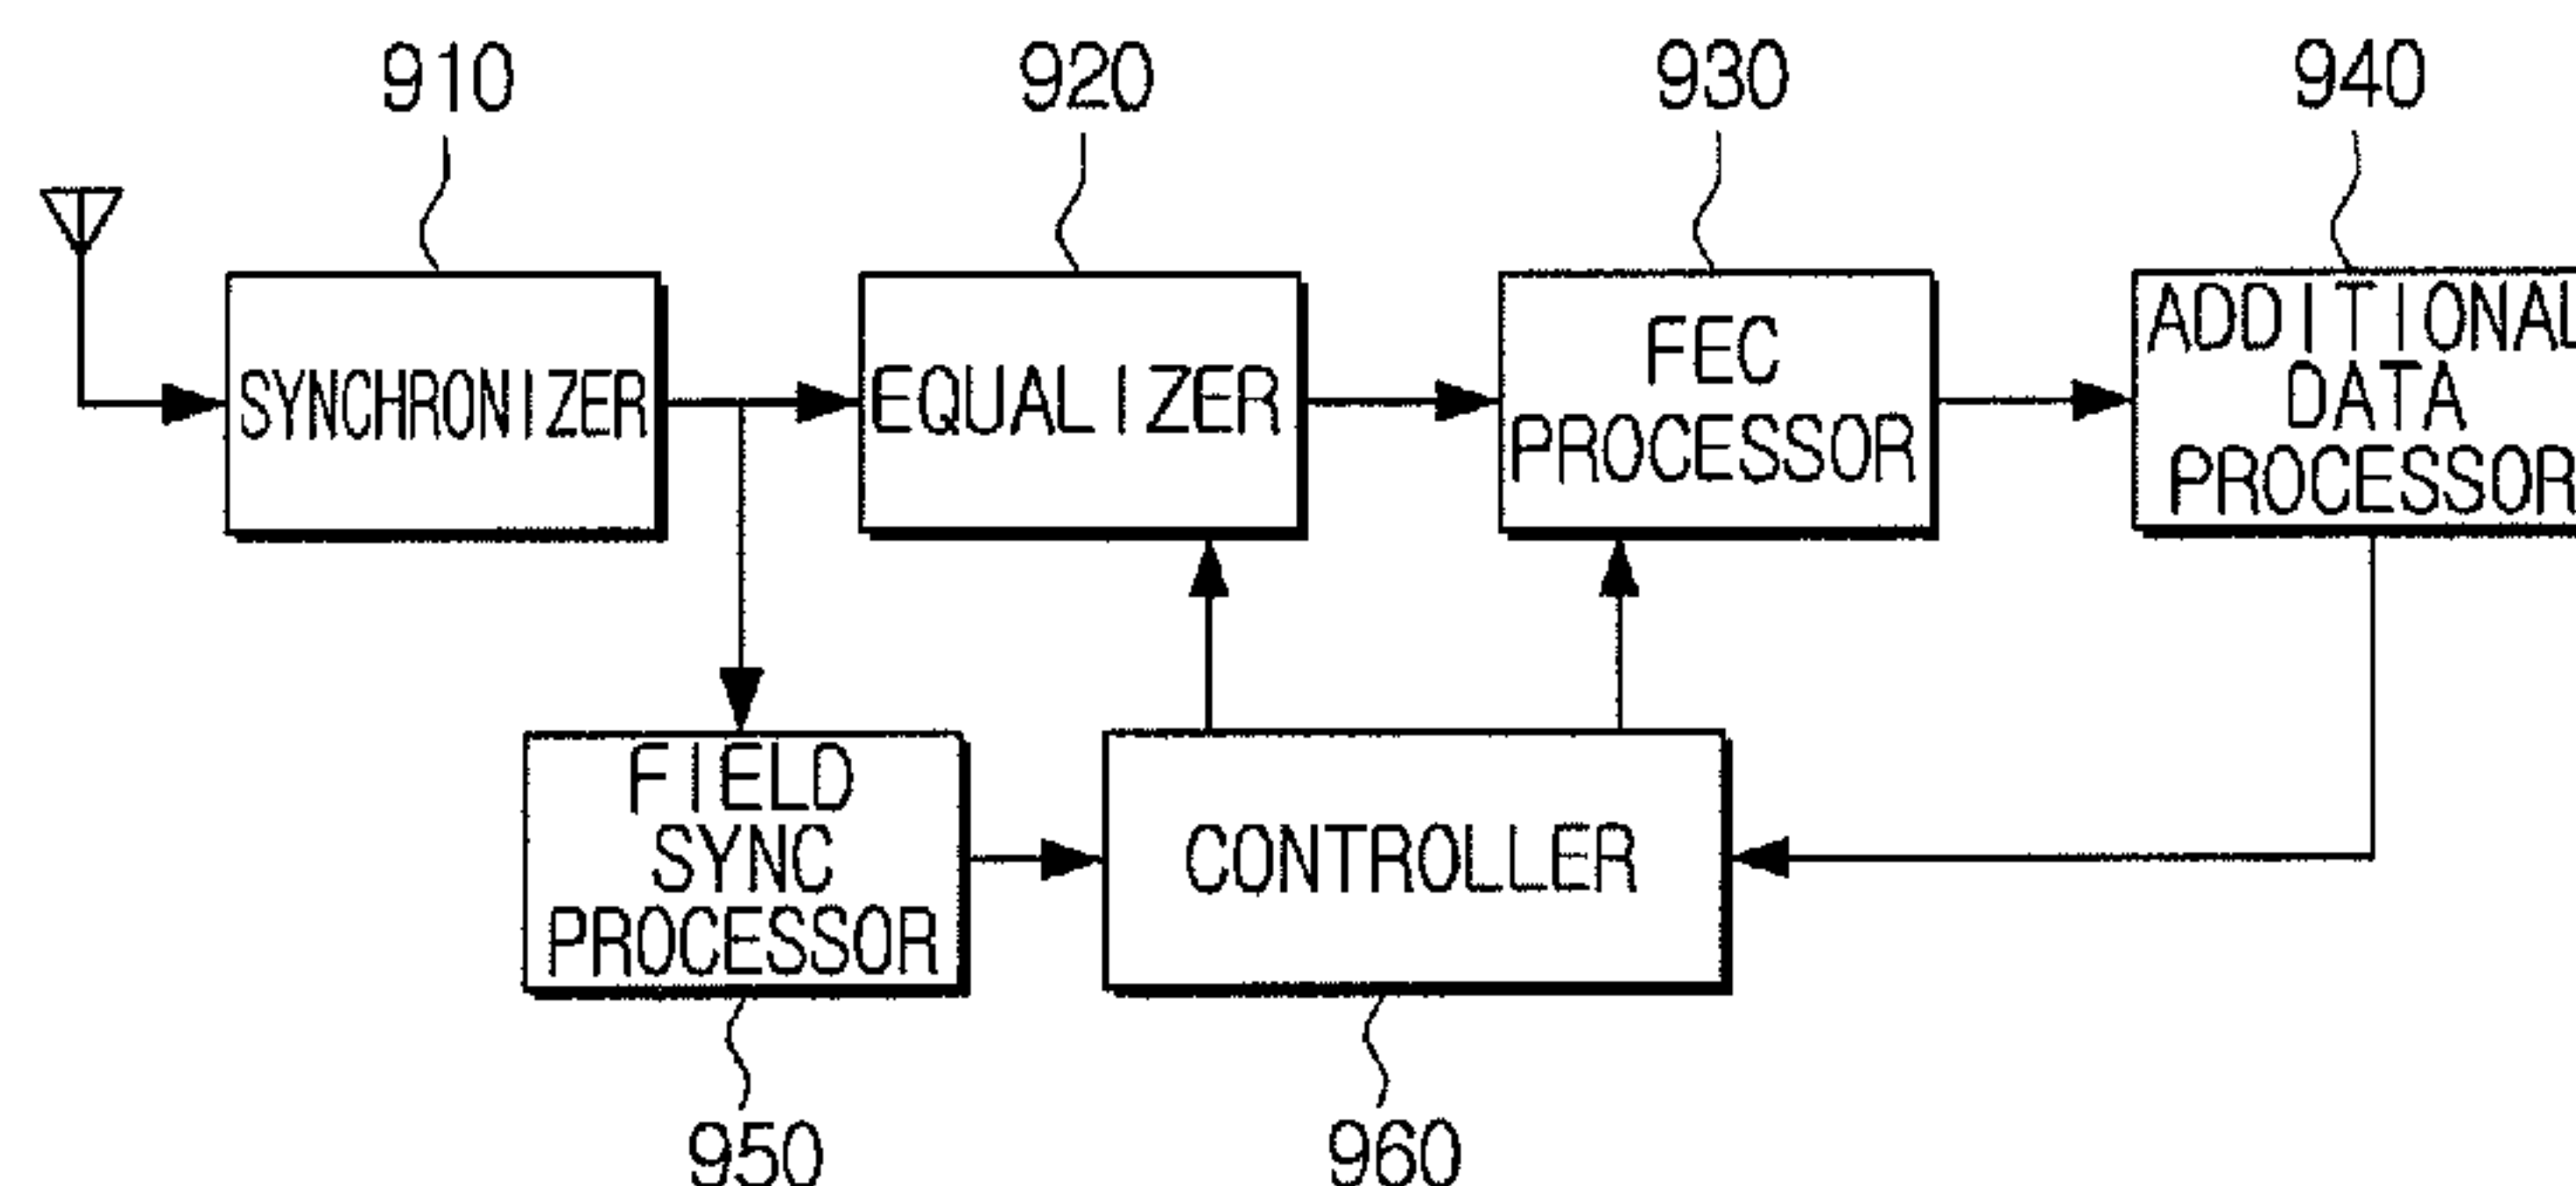 910
920
930
940
SYNCHRONIZER
EQUALIZER
FEC
PROCESSOR
ADDITIONAL
DATA
PROCESSOR
FIELD
SYNC
PROCESSOR
CONTROLLER
950
960